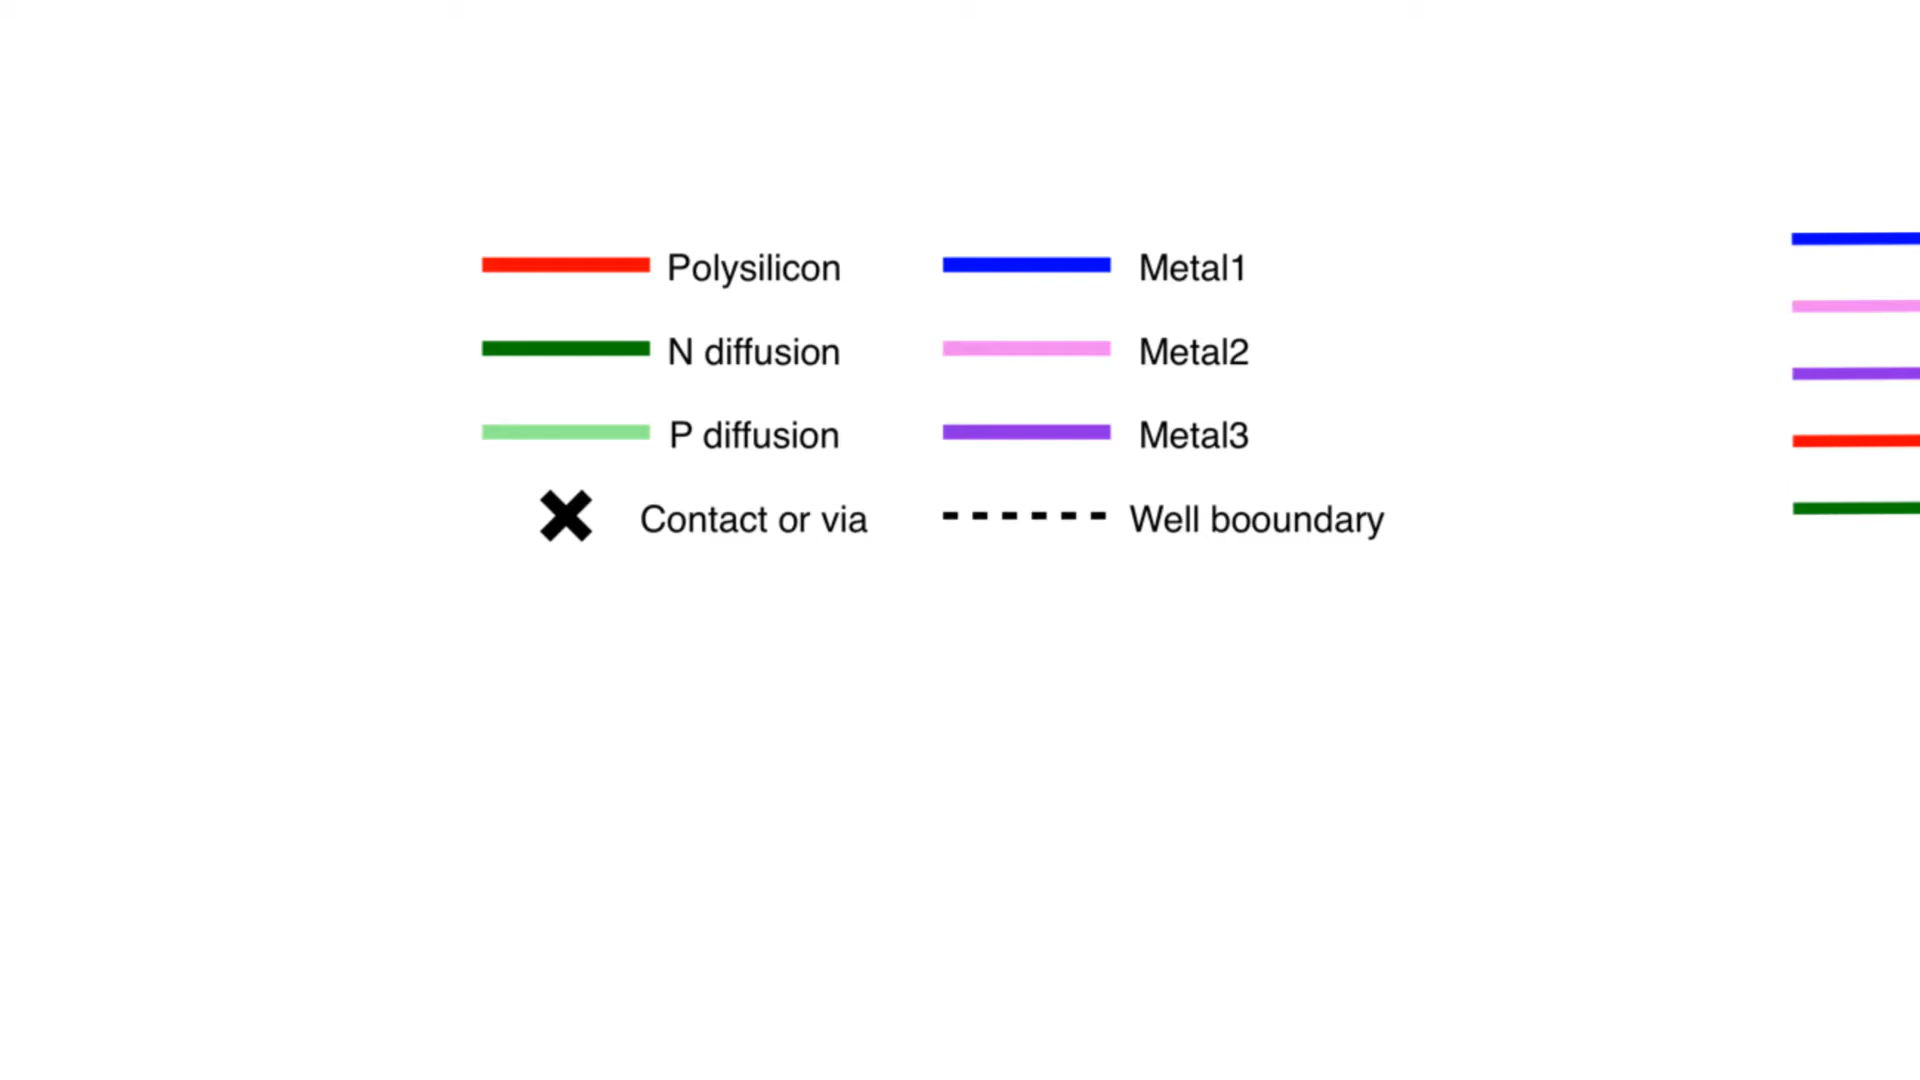 Polysilicon Metal1
N diffusion Metal2
P diffusion Metal3
Contact or via Well booundary